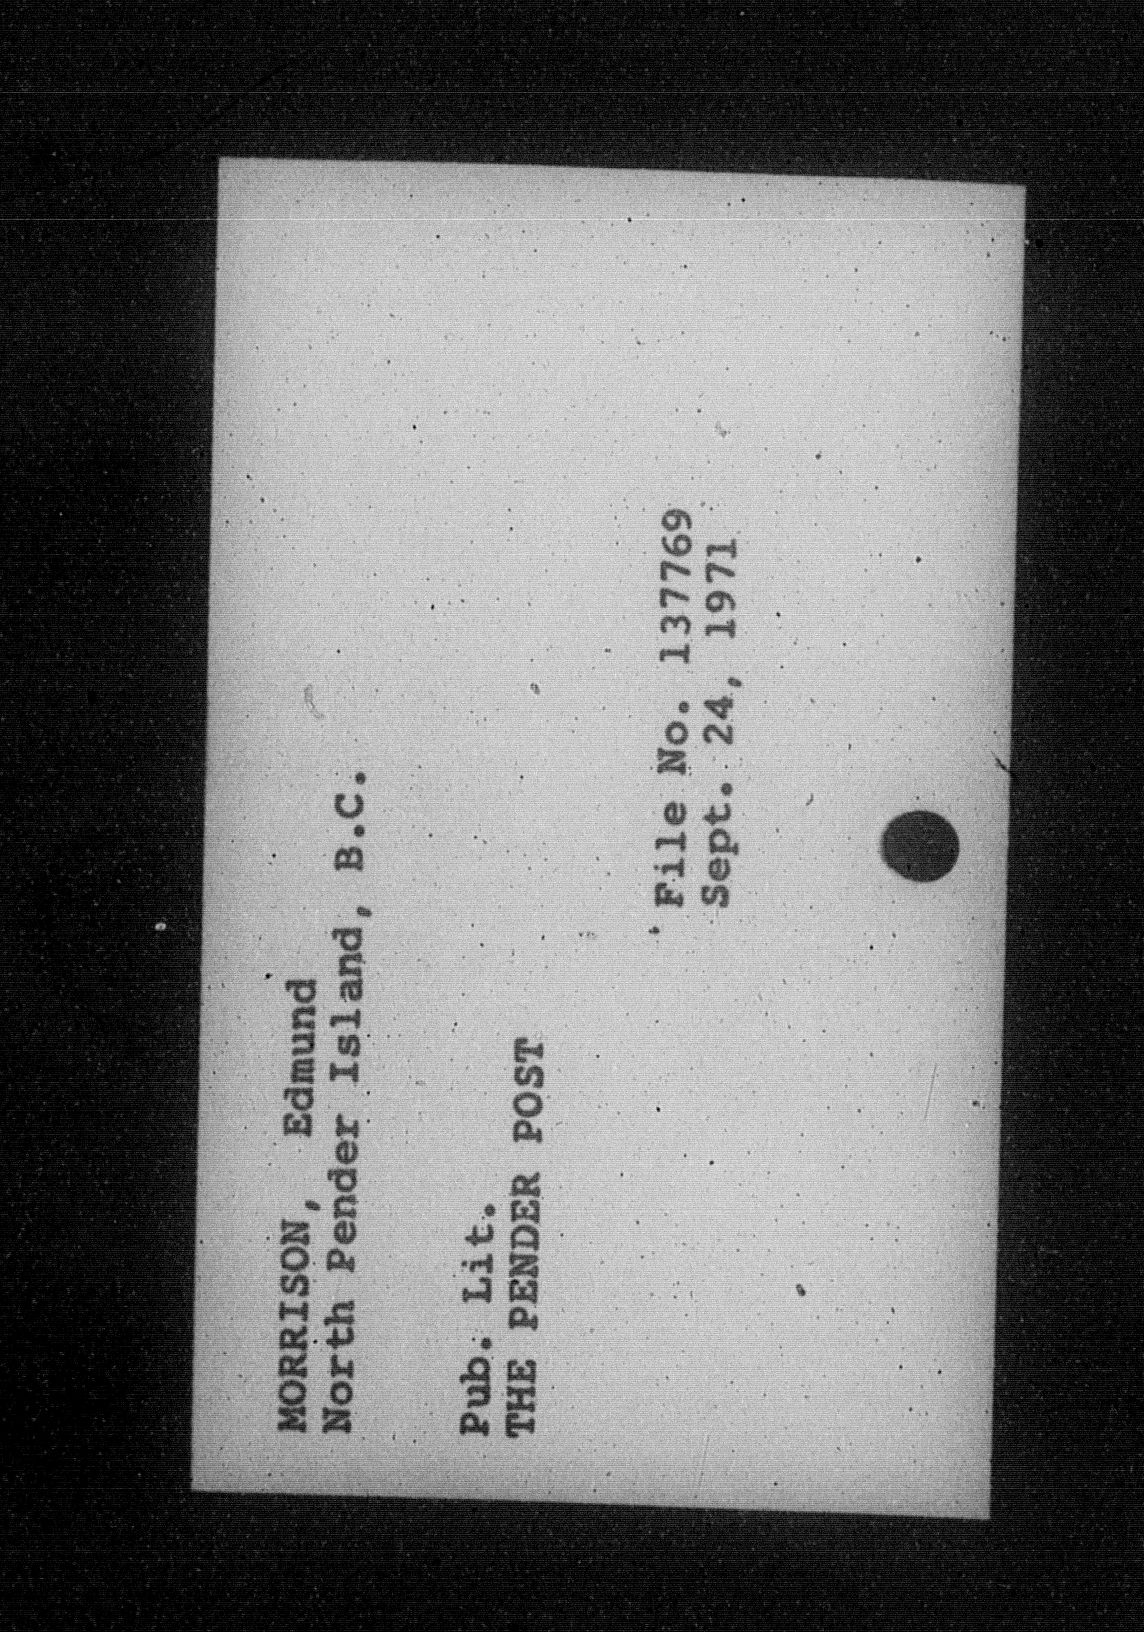 MORRISON, Edmund
North Pender Island, B.C.
Pub. Lit.
THE PENDER POST
File No. 137769
Sept. 24, 1971